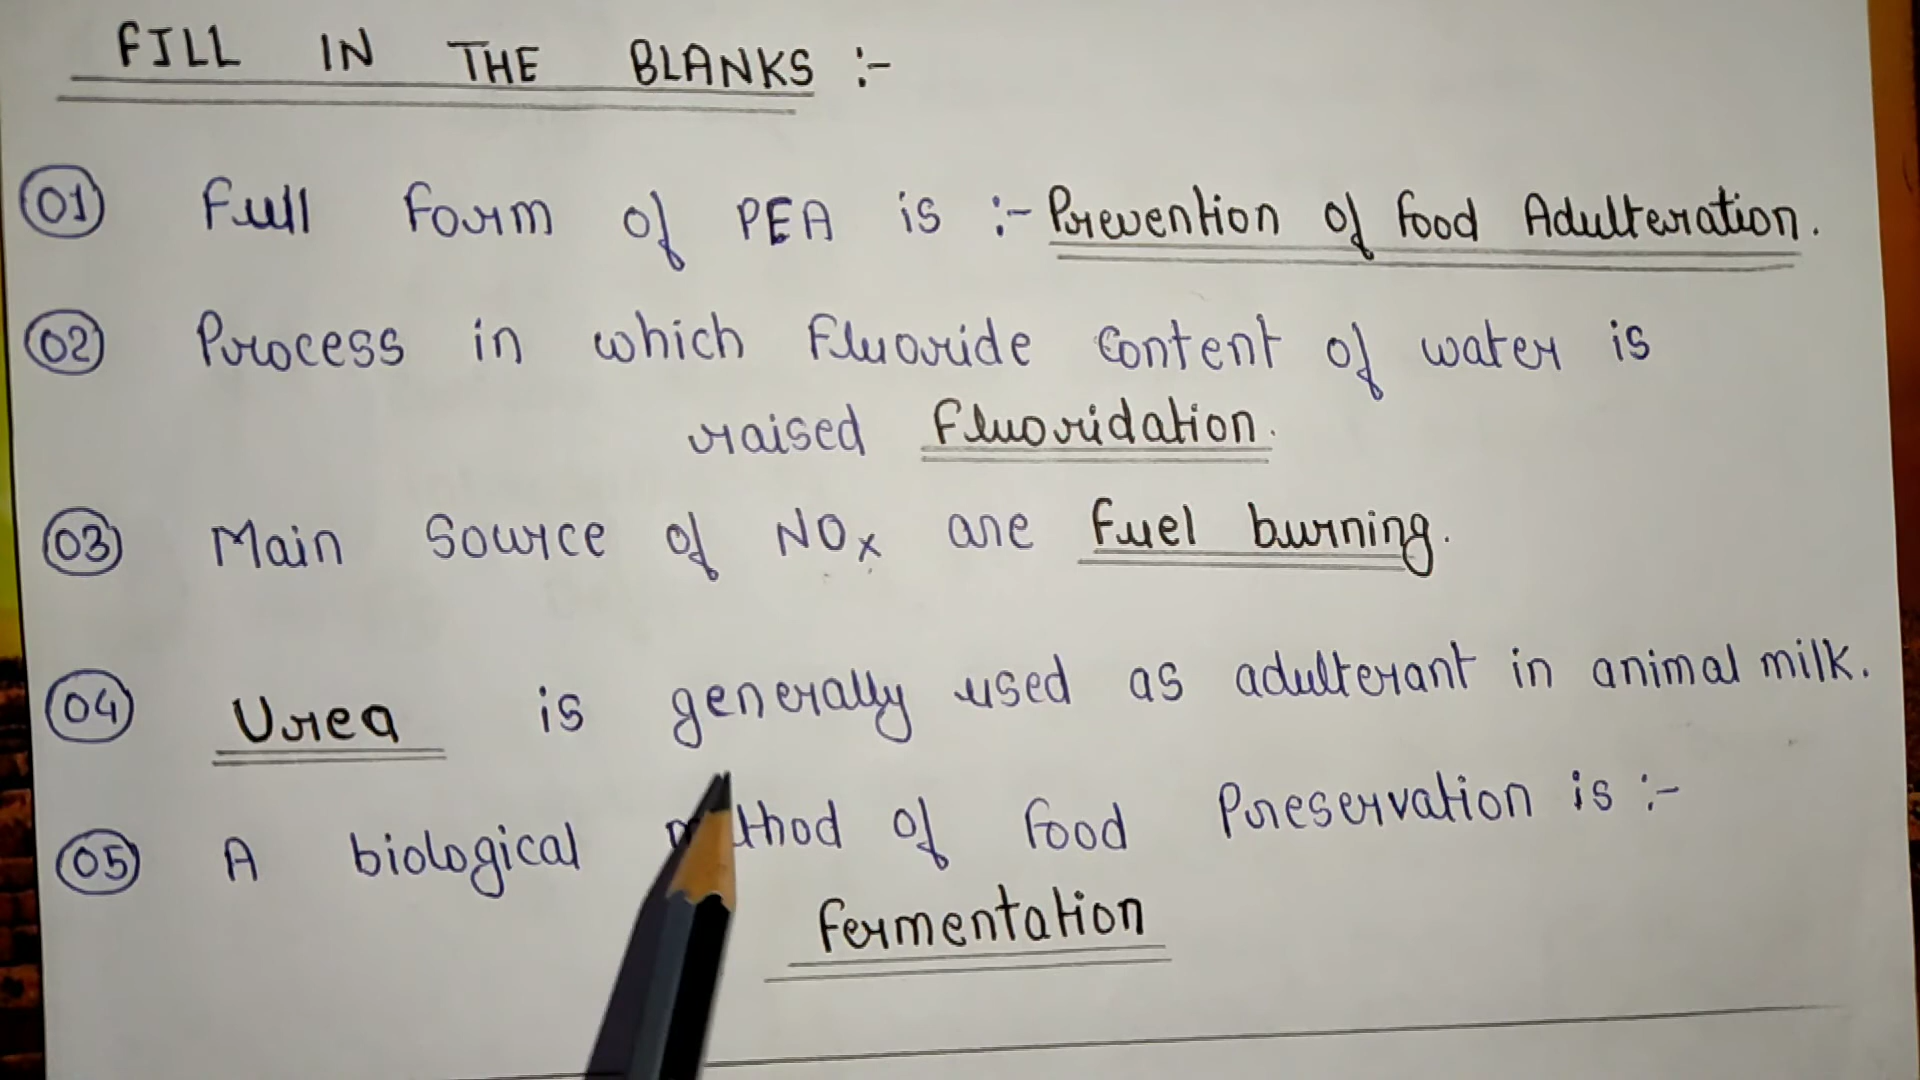 FILL IN THE BLANKS :-
01 Full form of PEA is :- Prevention of Food Adulteration.
02 Process in which Fluoride Content of water is
raised Fluoridation.
03 Main Source of NOx are Fuel burning.
04 Urea is generally used as adulterant in animal milk.
05 A biological method of Food Preservation is :-
Fermentation